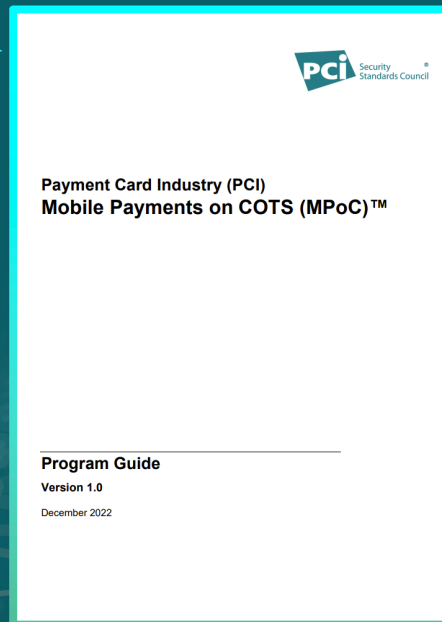 PCi
Security ®
Standards Council
Payment Card Industry (PCI)
Mobile Payments on COTS (MPoC)™
Program Guide
Version 1.0
December 2022